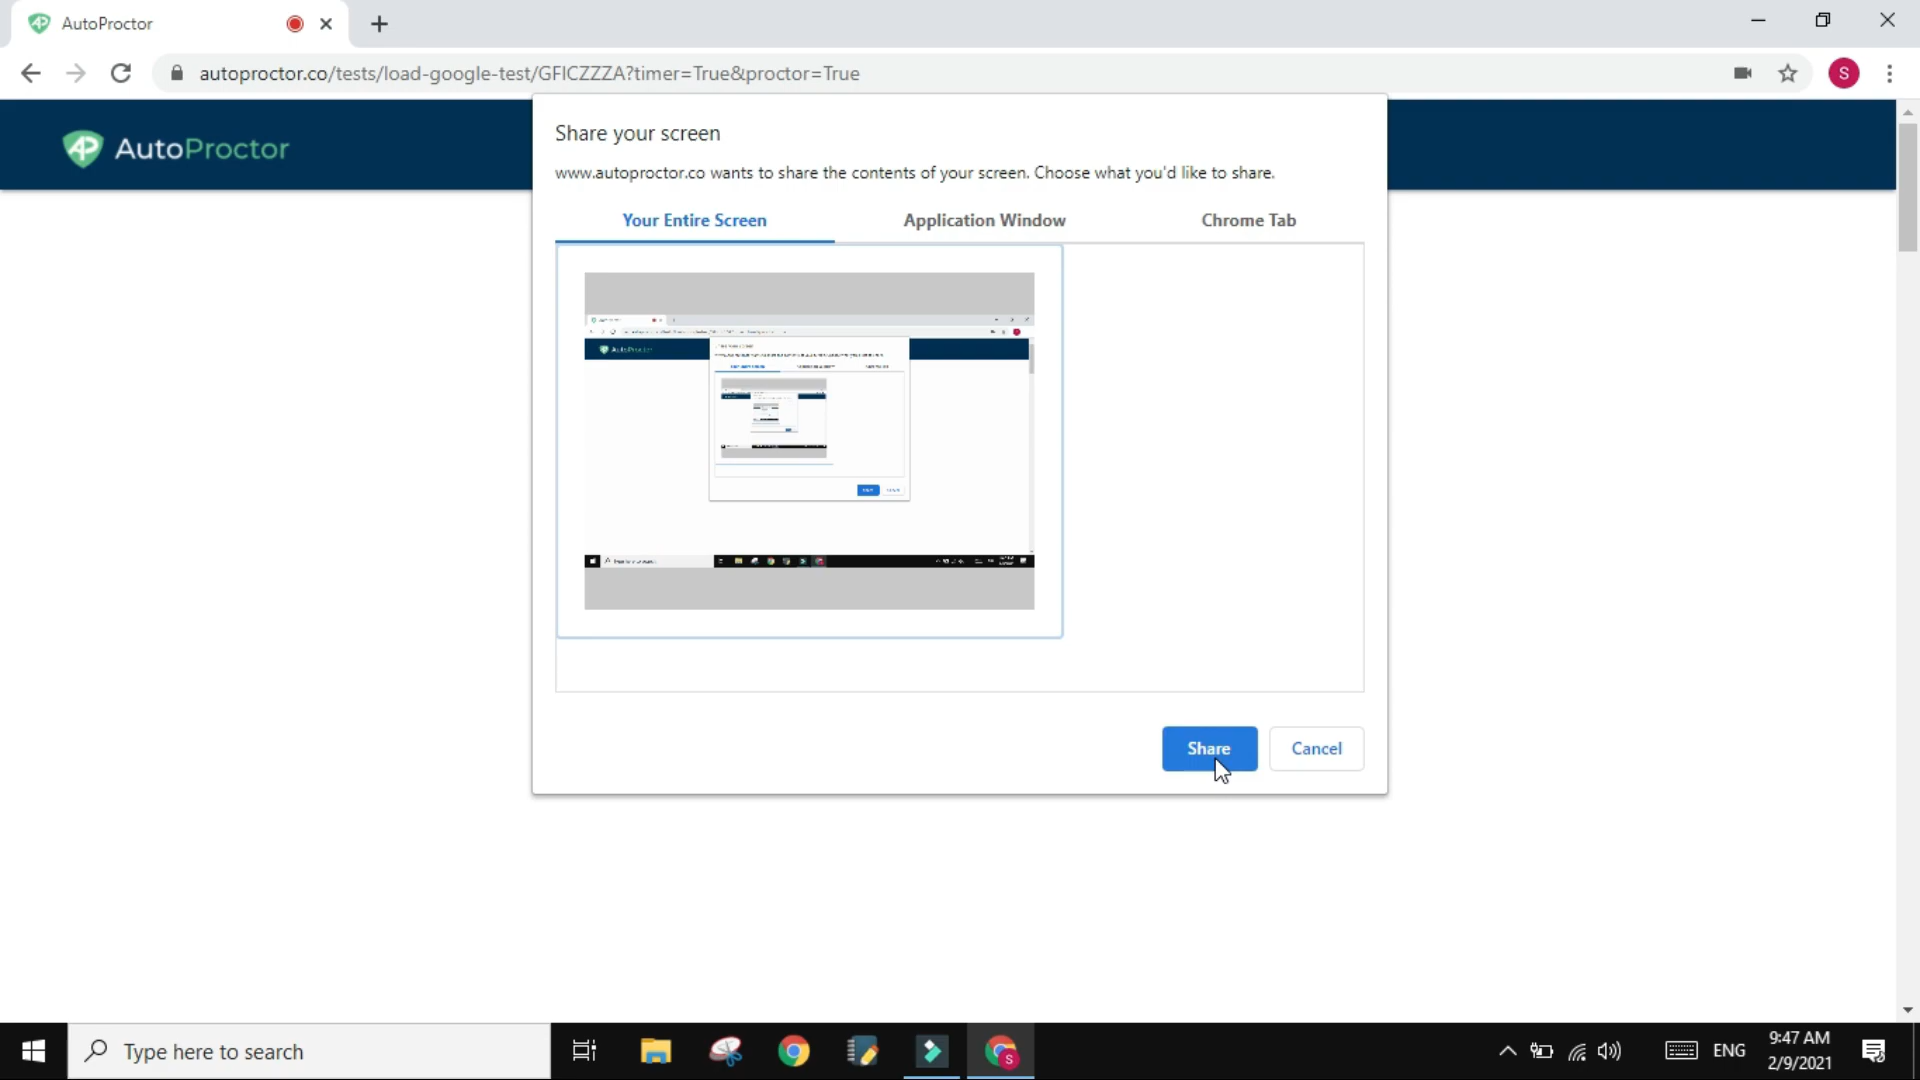 AutoProctor
autoproctor.co/tests/load-google-test/GFICZZZA?timer=True&proctor=True
AutoProctor
Share your screen
www.autoproctor.co wants to share the contents of your screen. Choose what you'd like to share.
Your Entire Screen
Application Window
Chrome Tab
Share
Cancel
S
AP
Type here to search
S
ENG
9:47 AM
2/9/2021